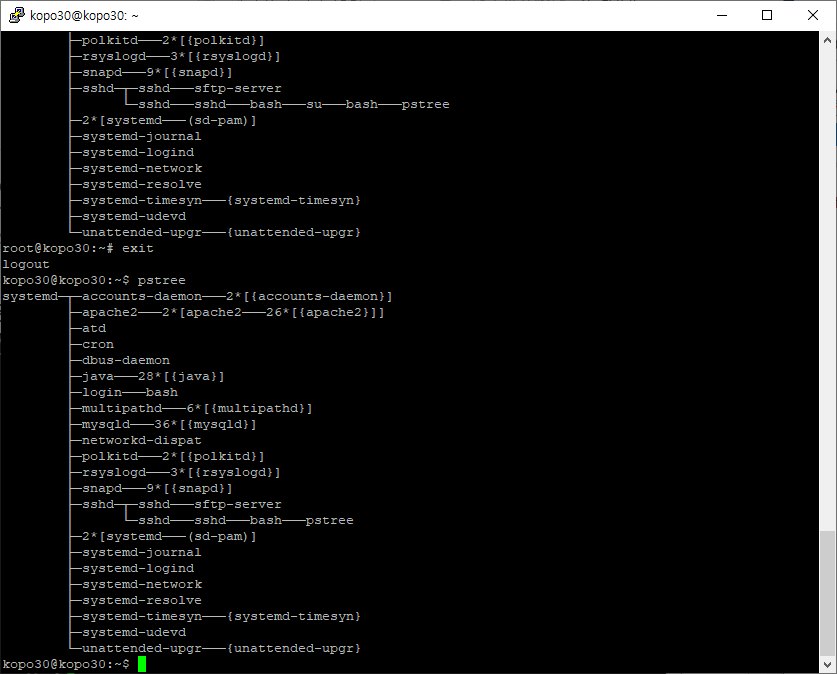 kopo30@kopo30: ~
├─polkitd───2*[{polkitd}]
├─rsyslogd───3*[{rsyslogd}]
├─snapd───9*[{snapd}]
├─sshd─┬─sshd───sftp-server
│      └─sshd───sshd───bash───su───bash───pstree
├─2*[systemd───(sd-pam)]
├─systemd-journal
├─systemd-logind
├─systemd-network
├─systemd-resolve
├─systemd-timesyn───{systemd-timesyn}
├─systemd-udevd
└─unattended-upgr───{unattended-upgr}
root@kopo30:~# exit
logout
kopo30@kopo30:~$ pstree
systemd─┬─accounts-daemon───2*[{accounts-daemon}]
├─apache2───2*[apache2───26*[{apache2}]]
├─atd
├─cron
├─dbus-daemon
├─java───28*[{java}]
├─login───bash
├─multipathd───6*[{multipathd}]
├─mysqld───36*[{mysqld}]
├─networkd-dispat
├─polkitd───2*[{polkitd}]
├─rsyslogd───3*[{rsyslogd}]
├─snapd───9*[{snapd}]
├─sshd─┬─sshd───sftp-server
│      └─sshd───sshd───bash───pstree
├─2*[systemd───(sd-pam)]
├─systemd-journal
├─systemd-logind
├─systemd-network
├─systemd-resolve
├─systemd-timesyn───{systemd-timesyn}
├─systemd-udevd
└─unattended-upgr───{unattended-upgr}
kopo30@kopo30:~$